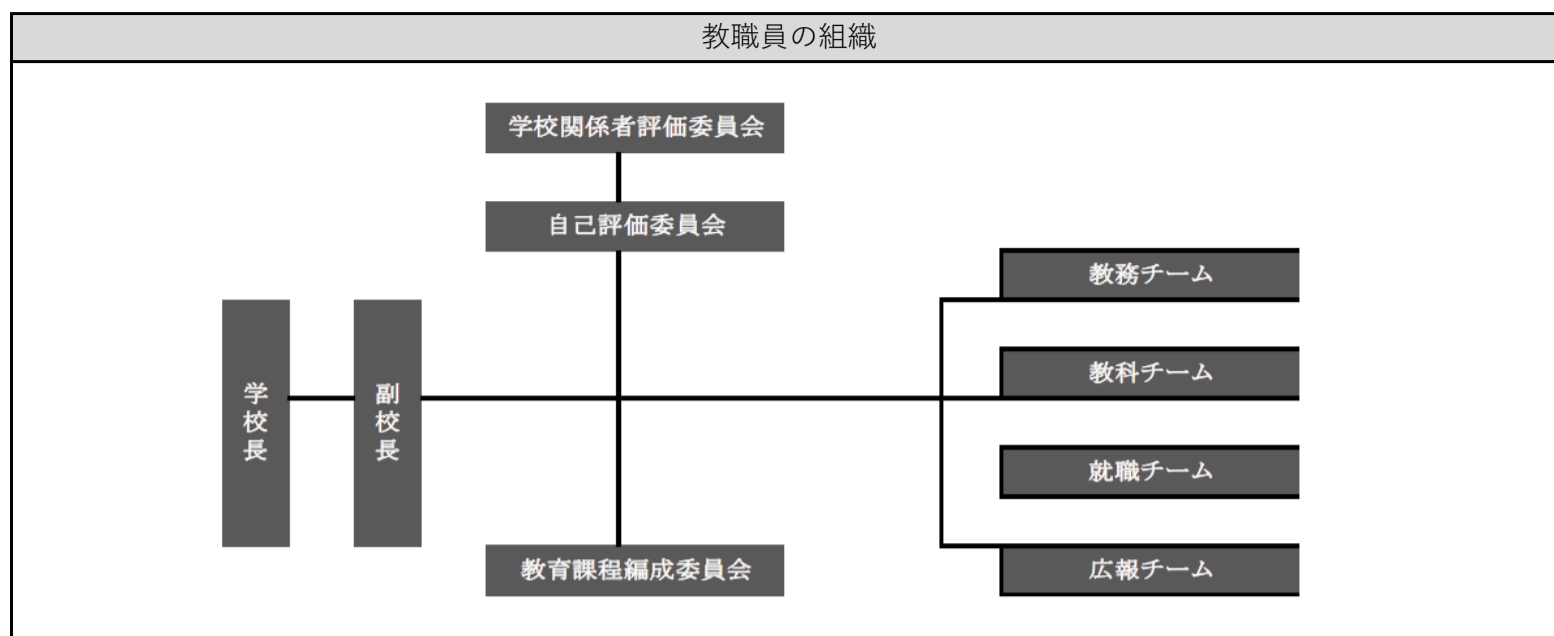 教職員の組織
学校関係者評価委員会
自己評価委員会
学校長
副校長
教育課程編成委員会
教務チーム
教科チーム
就職チーム
広報チーム